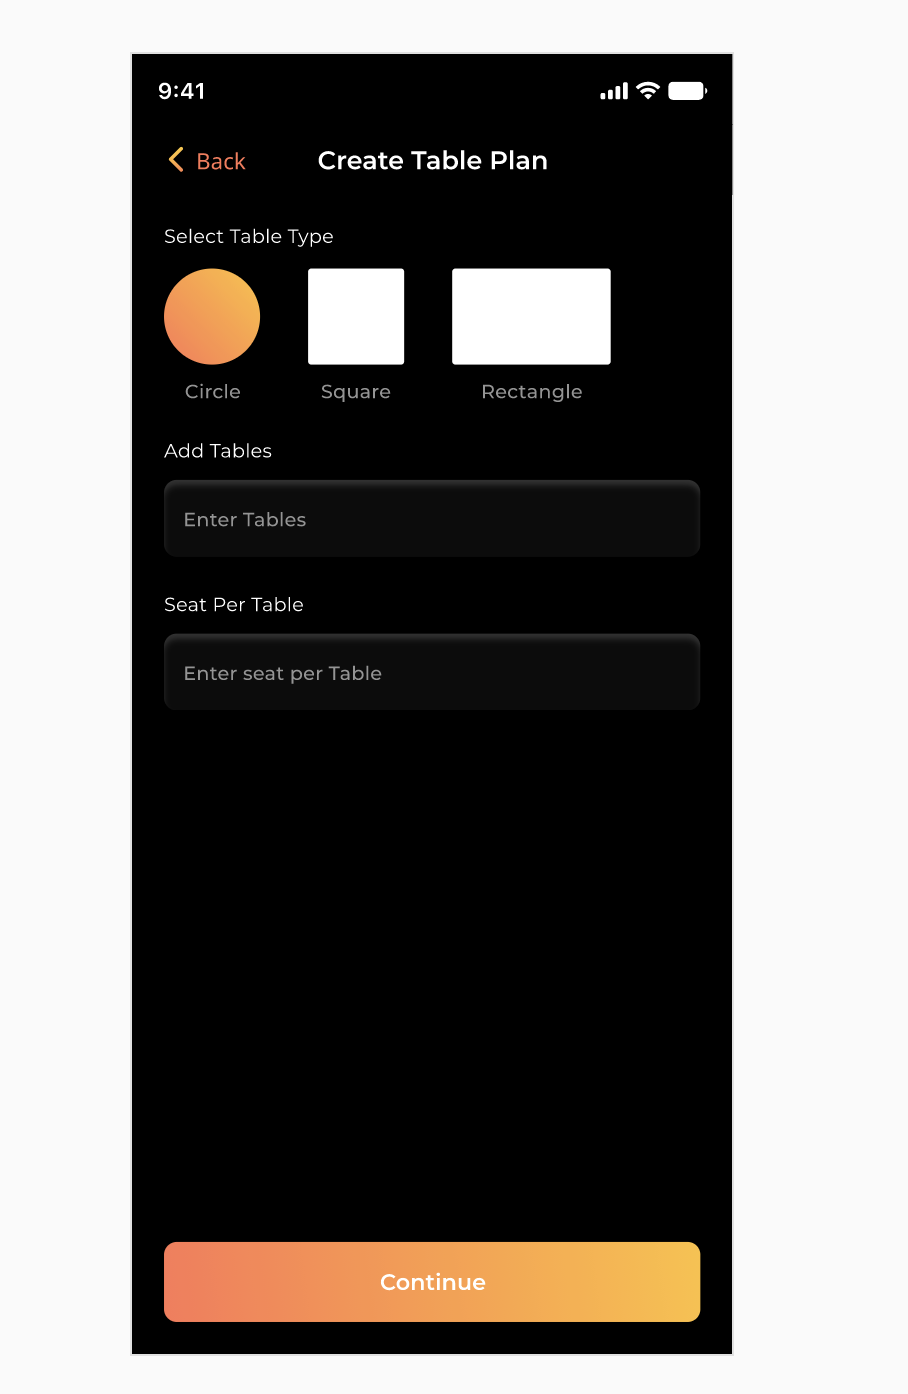 9:41
Back
Create Table Plan
Select Table Type
Circle
Square
Rectangle
Add Tables
Enter Tables
Seat Per Table
Enter seat per Table
Continue